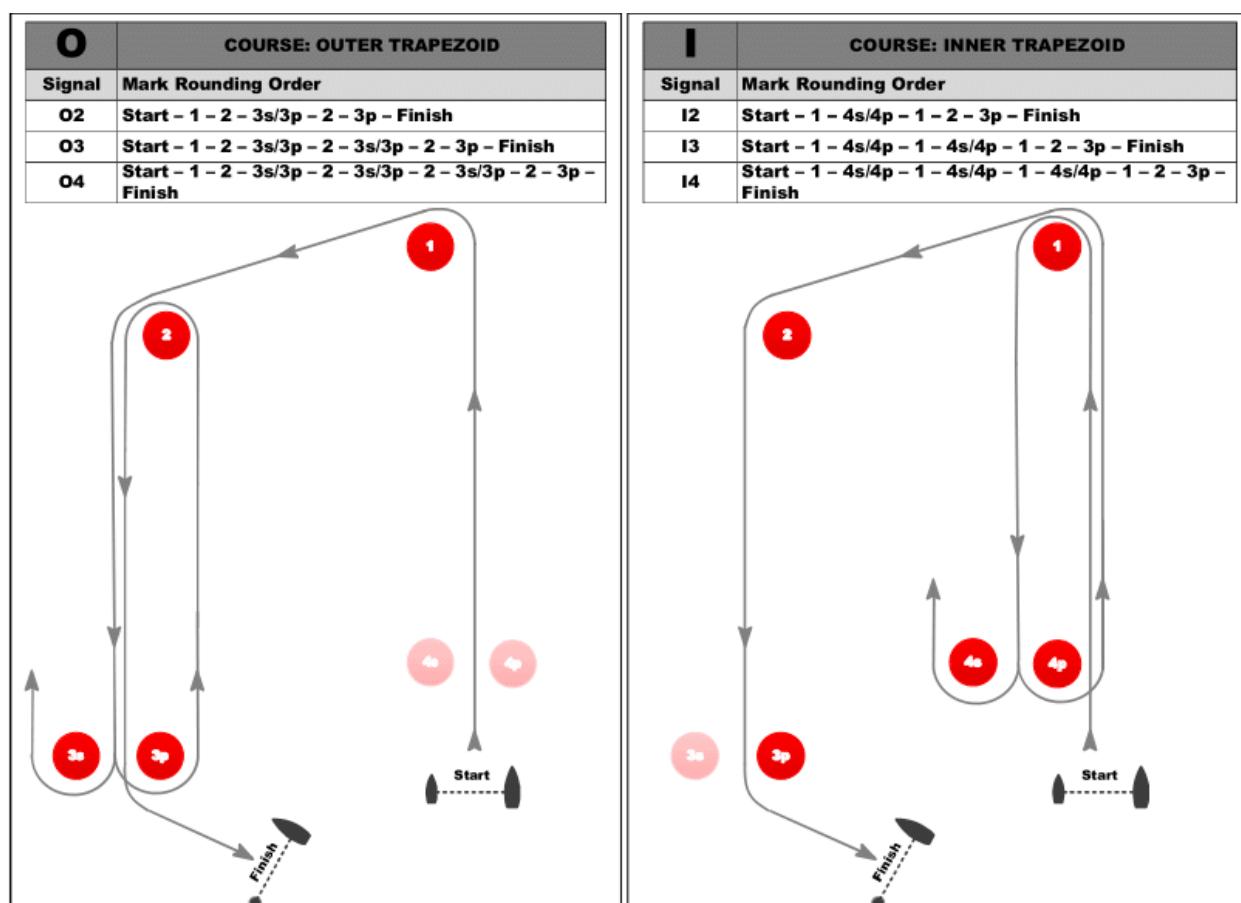 O
COURSE: OUTER TRAPEZOID
Signal Mark Rounding Order
O2 Start – 1 – 2 – 3s/3p – 2 – 3p – Finish
O3 Start – 1 – 2 – 3s/3p – 2 – 3s/3p – 2 – 3p – Finish
O4 Start – 1 – 2 – 3s/3p – 2 – 3s/3p – 2 – 3s/3p – 2 – 3p –
Finish
1
2
4s 4p
3s 3p
Start
Finish
I
COURSE: INNER TRAPEZOID
Signal Mark Rounding Order
I2 Start – 1 – 4s/4p – 1 – 2 – 3p – Finish
I3 Start – 1 – 4s/4p – 1 – 4s/4p – 1 – 2 – 3p – Finish
I4 Start – 1 – 4s/4p – 1 – 4s/4p – 1 – 4s/4p – 1 – 2 – 3p –
Finish
1
2
4s 4p
3s 3p
Start
Finish